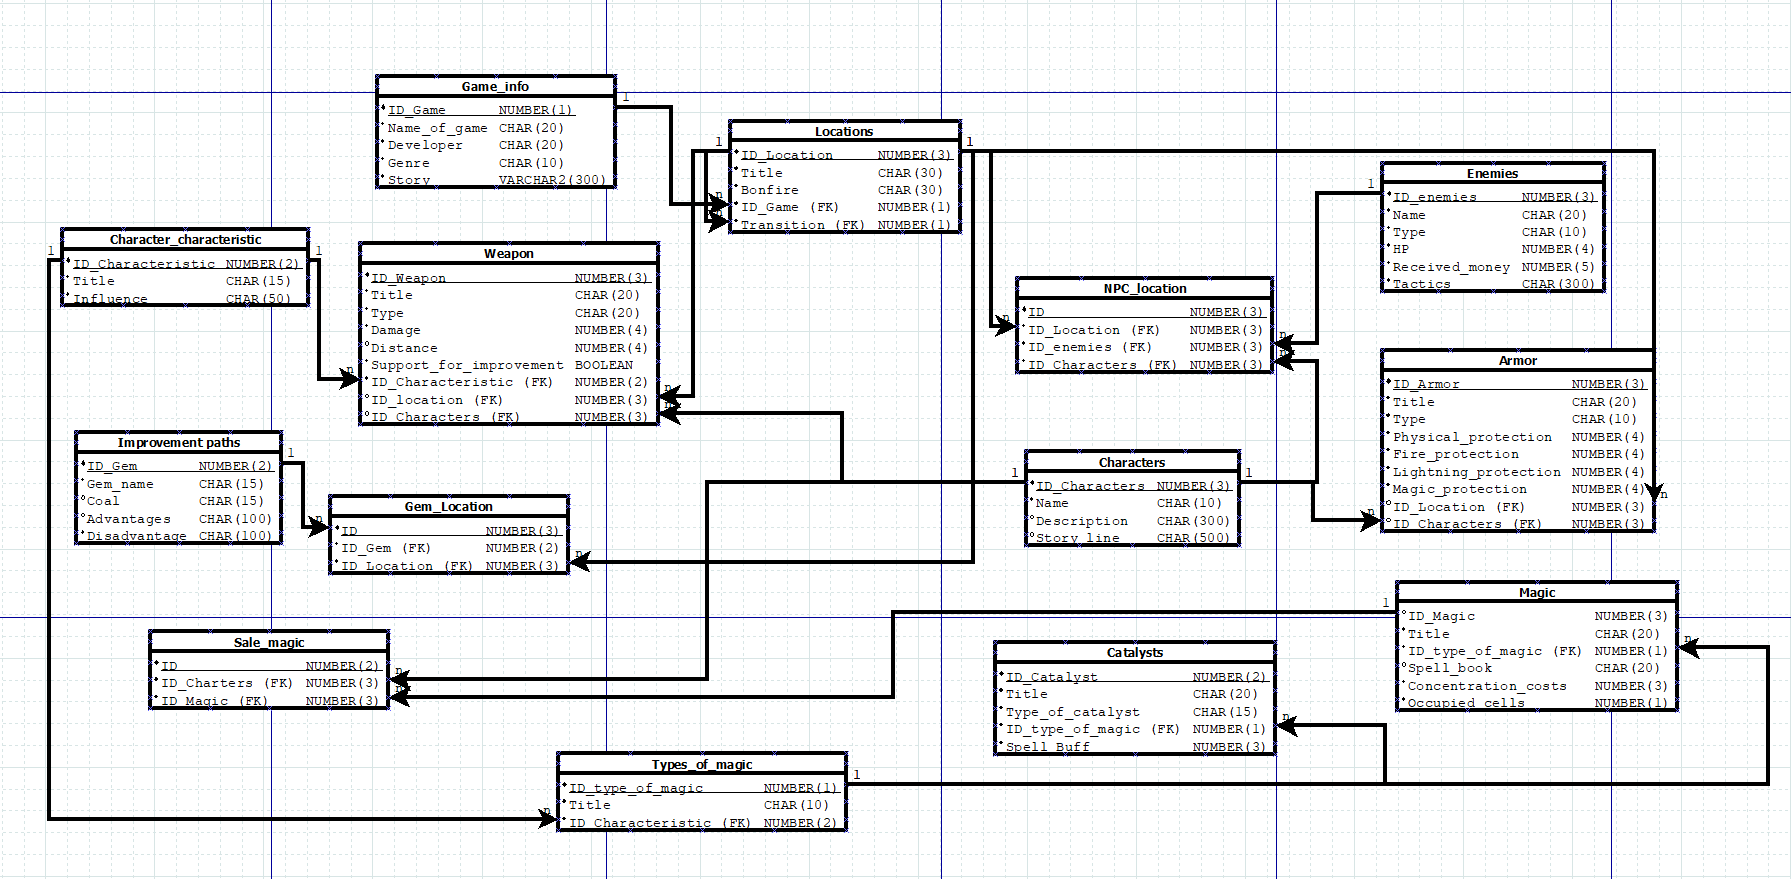 Game_info
ID_Game NUMBER(1)
Name_of_game CHAR(20)
Developer CHAR(20)
Genre CHAR(10)
Story VARCHAR2(300)
1
Locations
ID_Location NUMBER(3)
Title CHAR(30)
Bonfire CHAR(30)
ID_Game (FK) NUMBER(1)
Transition (FK) NUMBER(1)
1
1
n
n
Enemies
ID_enemies NUMBER(3)
Name CHAR(20)
Type CHAR(10)
HP NUMBER(4)
Received_money NUMBER(5)
Tactics CHAR(300)
1
Character_characteristic
ID_Characteristic NUMBER(2)
Title CHAR(15)
Influence CHAR(50)
1
1
Weapon
ID_Weapon NUMBER(3)
Title CHAR(20)
Type CHAR(20)
Damage NUMBER(4)
Distance NUMBER(4)
Support_for_improvement BOOLEAN
ID_Characteristic (FK) NUMBER(2)
ID_location (FK) NUMBER(3)
ID_Characters (FK) NUMBER(3)
n
n
n
NPC_location
ID NUMBER(3)
ID_Location (FK) NUMBER(3)
ID_enemies (FK) NUMBER(3)
ID_Characters (FK) NUMBER(3)
n
n
n
Armor
ID_Armor NUMBER(3)
Title CHAR(20)
Type CHAR(10)
Physical_protection NUMBER(4)
Fire_protection NUMBER(4)
Lightning_protection NUMBER(4)
Magic_protection NUMBER(4)
ID_Location (FK) NUMBER(3)
ID_Characters (FK) NUMBER(3)
n
n
Improvement paths
ID_Gem NUMBER(2)
Gem_name CHAR(15)
Coal CHAR(15)
Advantages CHAR(100)
Disadvantage CHAR(100)
1
Gem_Location
ID NUMBER(3)
ID_Gem (FK) NUMBER(2)
ID_Location (FK) NUMBER(3)
n
n
Characters
ID_Characters NUMBER(3)
Name CHAR(10)
Description CHAR(300)
Story_line CHAR(500)
1
1
Magic
ID_Magic NUMBER(3)
Title CHAR(20)
ID_type_of_magic (FK) NUMBER(1)
Spell_book CHAR(20)
Concentration_costs NUMBER(3)
Occupied_cells NUMBER(1)
1
n
Sale_magic
ID NUMBER(2)
ID_Charters (FK) NUMBER(3)
ID_Magic (FK) NUMBER(3)
n
n
Catalysts
ID_Catalyst NUMBER(2)
Title CHAR(20)
Type_of_catalyst CHAR(15)
ID_type_of_magic (FK) NUMBER(1)
Spell_Buff NUMBER(3)
n
Types_of_magic
ID_type_of_magic NUMBER(1)
Title CHAR(10)
ID_Characteristic (FK) NUMBER(2)
1
n